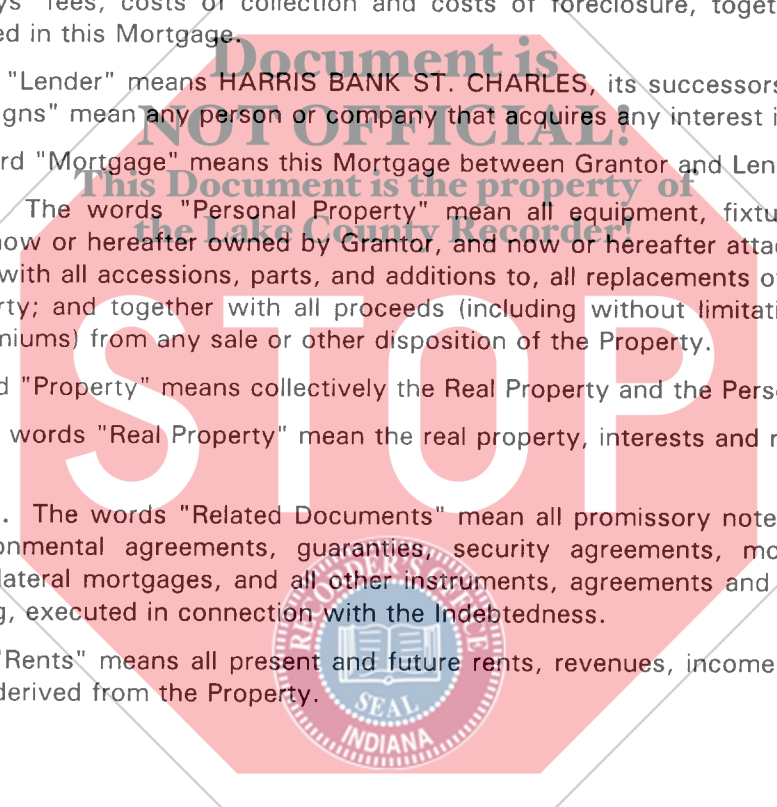 ys' fees, costs of collection and costs of foreclosure, toget
ed in this Mortgage.
Document is
"Lender" means HARRIS BANK ST. CHARLES, its successors
igns" mean any person or company that acquires any interest i
NOT OFFICIAL!
rd "Mortgage" means this Mortgage between Grantor and Len
This Document is the property of
The words "Personal Property" mean all equipment, fixtu
the Lake County Recorder!
now or hereafter owned by Grantor, and now or hereafter attac
with all accessions, parts, and additions to, all replacements o
rty; and together with all proceeds (including without limitati
miums) from any sale or other disposition of the Property.
STOP
d "Property" means collectively the Real Property and the Pers
words "Real Property" mean the real property, interests and r
. The words "Related Documents" mean all promissory note
onmental agreements, guaranties, security agreements, mo
lateral mortgages, and all other instruments, agreements and
g, executed in connection with the Indebtedness.
RECORDER'S OFFICE
"Rents" means all present and future rents, revenues, income
derived from the Property.
SEAL
INDIANA